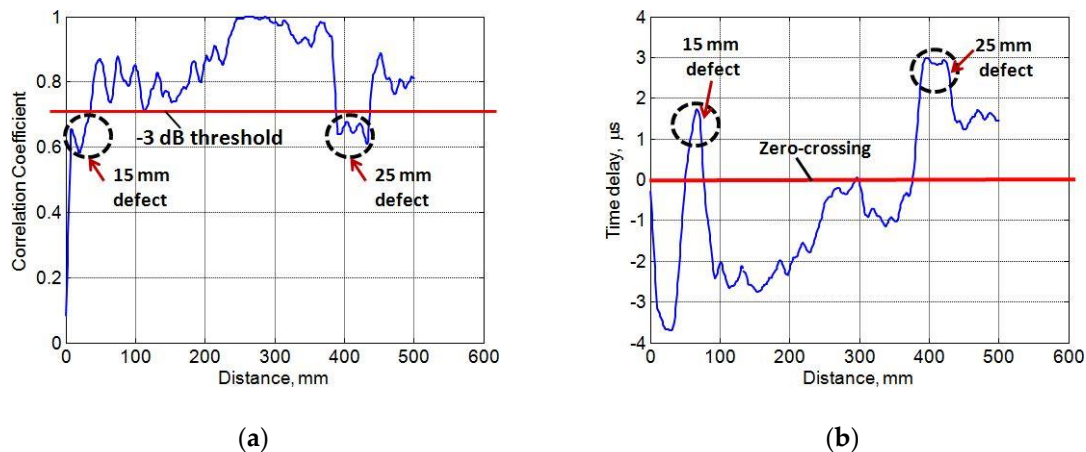 1
0.8
0.6
0.4
0.2
0
Correlation Coefficient
-3 dB threshold
15 mm
defect
25 mm
defect
0 100 200 300 400 500 600
Distance, mm
(a)
4
3
2
1
0
-1
-2
-3
-4
Time delay, µs
15 mm
defect
25 mm
defect
Zero-crossing
0 100 200 300 400 500 600
Distance, mm
(b)